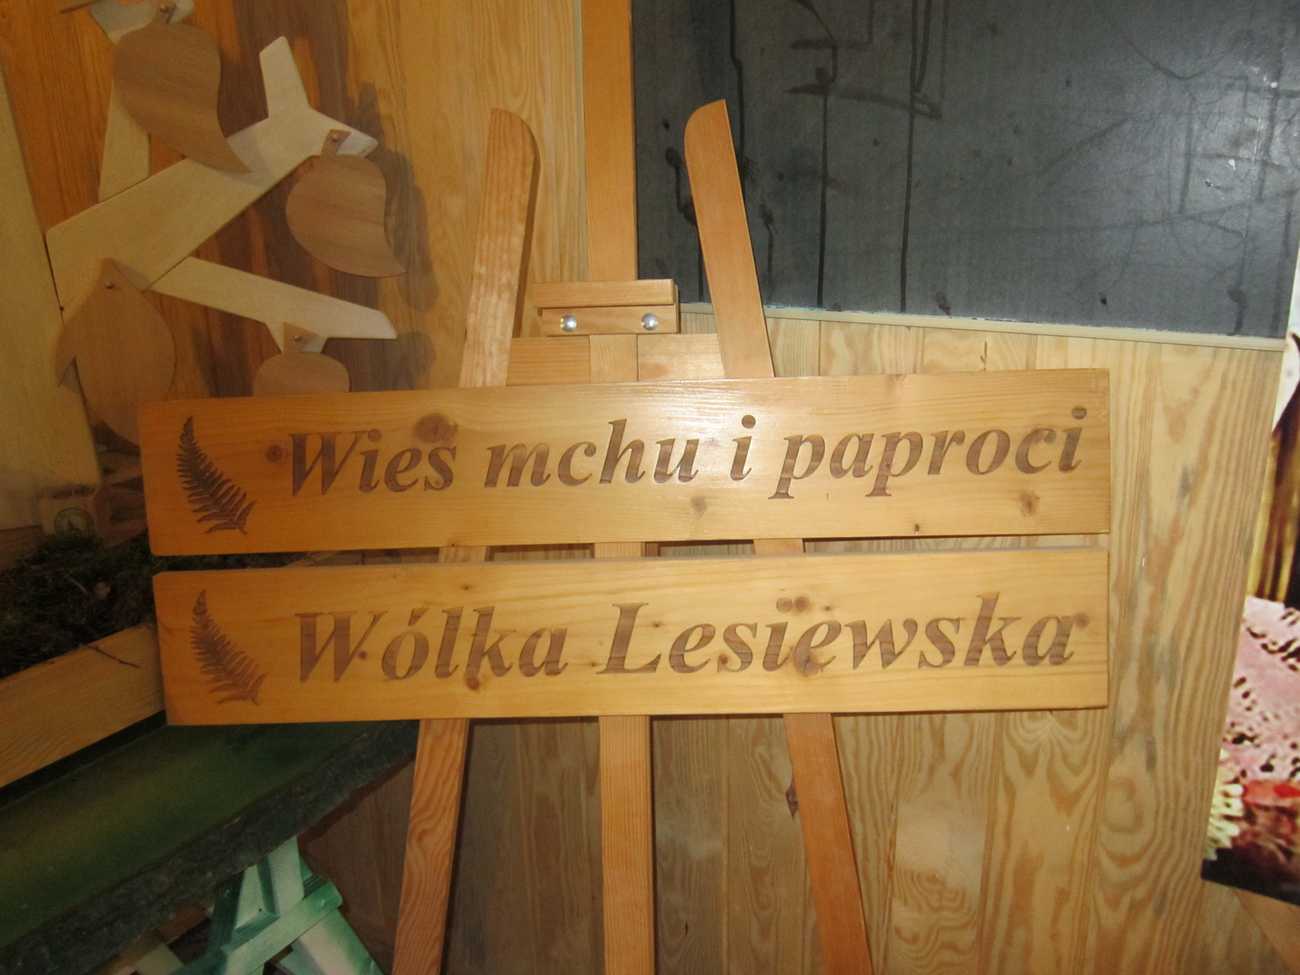 Wieś mchu i paproci
Wólka Lesiewska